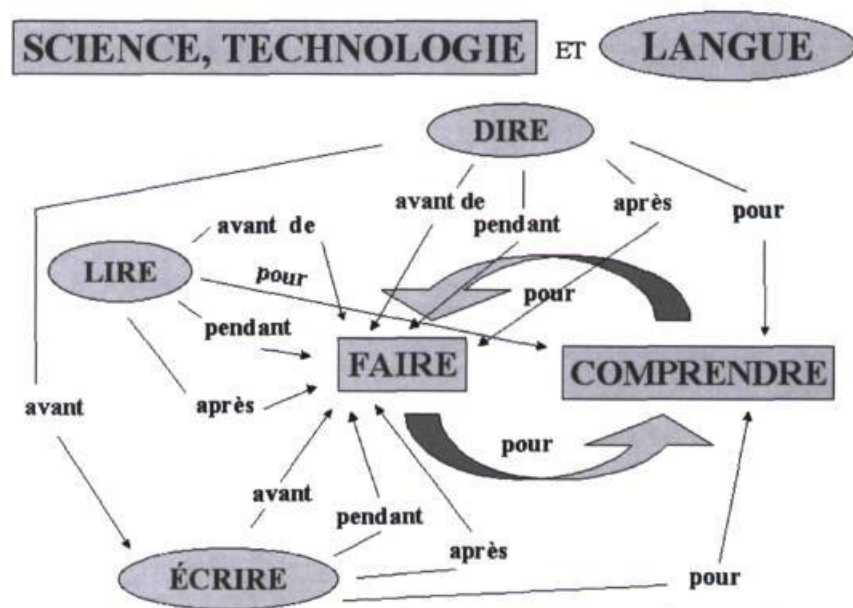 SCIENCE, TECHNOLOGIE ET LANGUE
DIRE
avant de
pendant
après
pour
LIRE
avant de
pour
pendant
après
pour
FAIRE
COMPRENDRE
avant
pour
avant
pendant
après
ÉCRIRE
pour